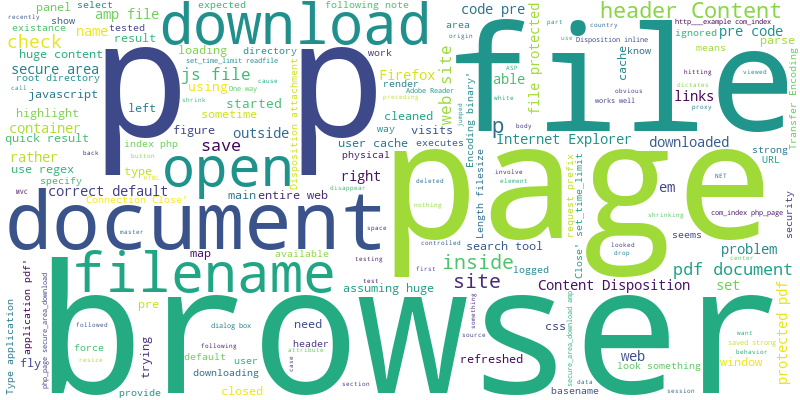 recently
panel
select
amp file
download
expected
following note
code pre
header Content
http___example com_index
existance
show
name
tested
result
area
origin
part
country
use
Disposition inline
ignored
pre code
check
huge content
loading
directory
file
means
parse
secure area
js file
set_time_limit readfile
work
cache
know
root directory
One way
cause
Firefox
ASP
hitting
viewed
javascript
using
shrink
Adobe Reader
able
obvious
dictates
Transfer Encoding
call
left
started
render
preceding
white
works well
links
highlight
sometime
cleaned
jumped
proxy
container
figure
outside
way
visits
p
body
quick result
index php
user cache
executes
Internet Explorer
downloaded
strong
rather
back
button
save
physical
page
URL
use regex
type
html
open
right
deleted
involve
em
NET
specify
main
entire web
nothing
element
shrinking
mvc
correct default
Connection Close'
disappear
com_index php_page
security
document
master
space
controlled
seems
map
available
testing
search tool
looked
drop
problem
center
filename
assuming huge
test
first
logged
inside
pdf document
site
Content Disposition
set
pre
followed
dialog box
need
something
css
want
fly
trying
following
header
source
refreshed
web
saved strong
force
default
user
attribute
case
look something
window
behavior
resize
downloading
section
basename
data
session
provide
closed
browser
pp
Disposition attachment
Encoding binary'
web site
file protected
Length filesize
request prefix
Close' set_time_limit
protected pdf
Type application
application pdf'
php_page secure_area_download
secure_area_download amp